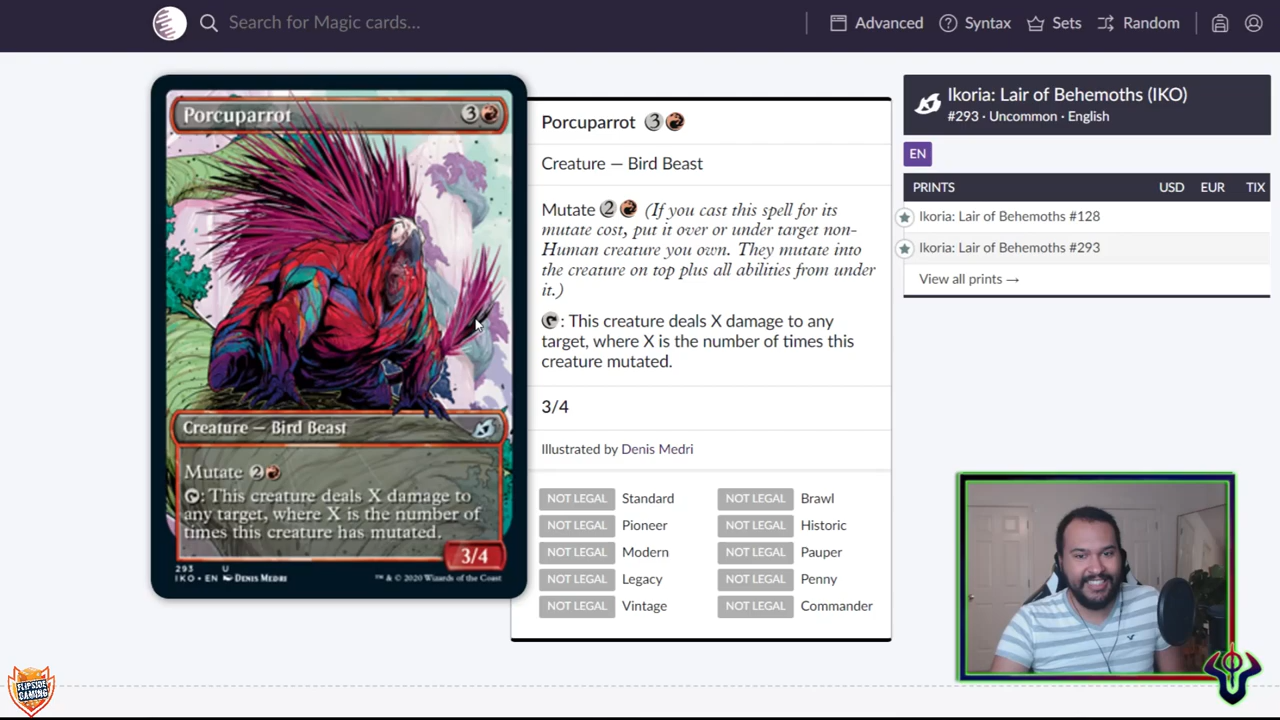 Search for Magic cards...
Advanced
Syntax
Sets
Random
Porcuparrot 3
Creature — Bird Beast
Mutate 2
: This creature deals X damage to
any target, where X is the number of
times this creature has mutated.
3/4
293 U
IKO • EN DENIS MEDRI
™ & © 2020 Wizards of the Coast
Porcuparrot 3
Creature — Bird Beast
Mutate 2 (If you cast this spell for its
mutate cost, put it over or under target non-
Human creature you own. They mutate into
the creature on top plus all abilities from under
it.)
: This creature deals X damage to any
target, where X is the number of times this
creature mutated.
3/4
Illustrated by Denis Medri
NOT LEGAL Standard NOT LEGAL Brawl
NOT LEGAL Pioneer NOT LEGAL Historic
NOT LEGAL Modern NOT LEGAL Pauper
NOT LEGAL Legacy NOT LEGAL Penny
NOT LEGAL Vintage NOT LEGAL Commander
Ikoria: Lair of Behemoths (IKO)
#293 · Uncommon · English
EN
PRINTS USD EUR TIX
Ikoria: Lair of Behemoths #128
Ikoria: Lair of Behemoths #293
View all prints →
FLIPSIDE
GAMING